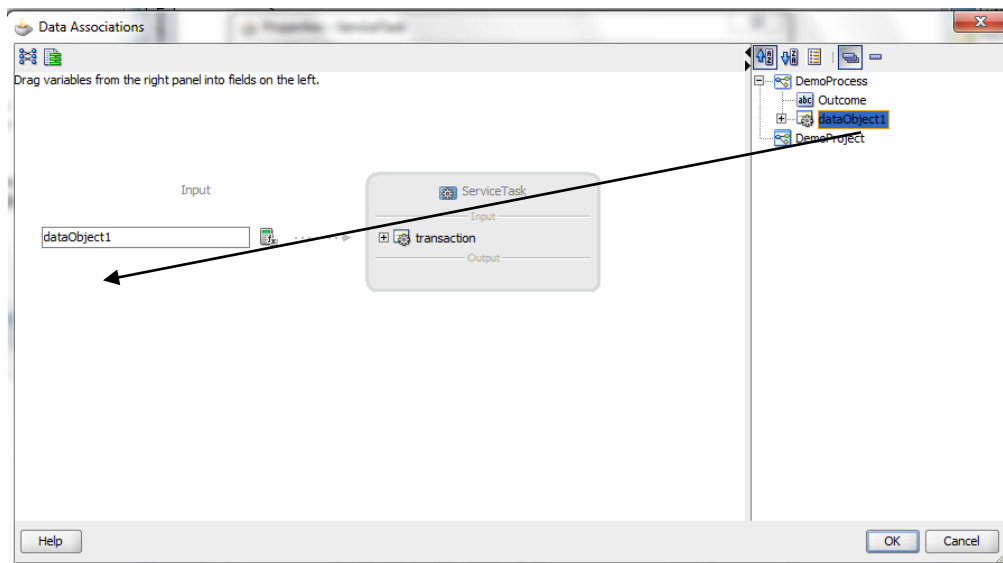 Data Associations
Drag variables from the right panel into fields on the left.
Input
dataObject1
ServiceTask
Input
transaction
Output
DemoProcess
abc Outcome
dataObject1
DemoProject
Help
OK
Cancel